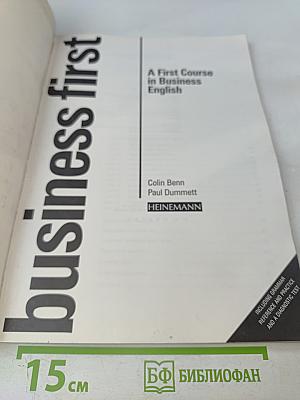 business first
A First Course
in Business
English
Colin Benn
Paul Dummett
HEINEMANN
INCLUDING GRAMMAR
REFERENCE AND PRACTICE
AND A DIAGNOSTIC TEST
15 см
БФ БИБЛИОФАН